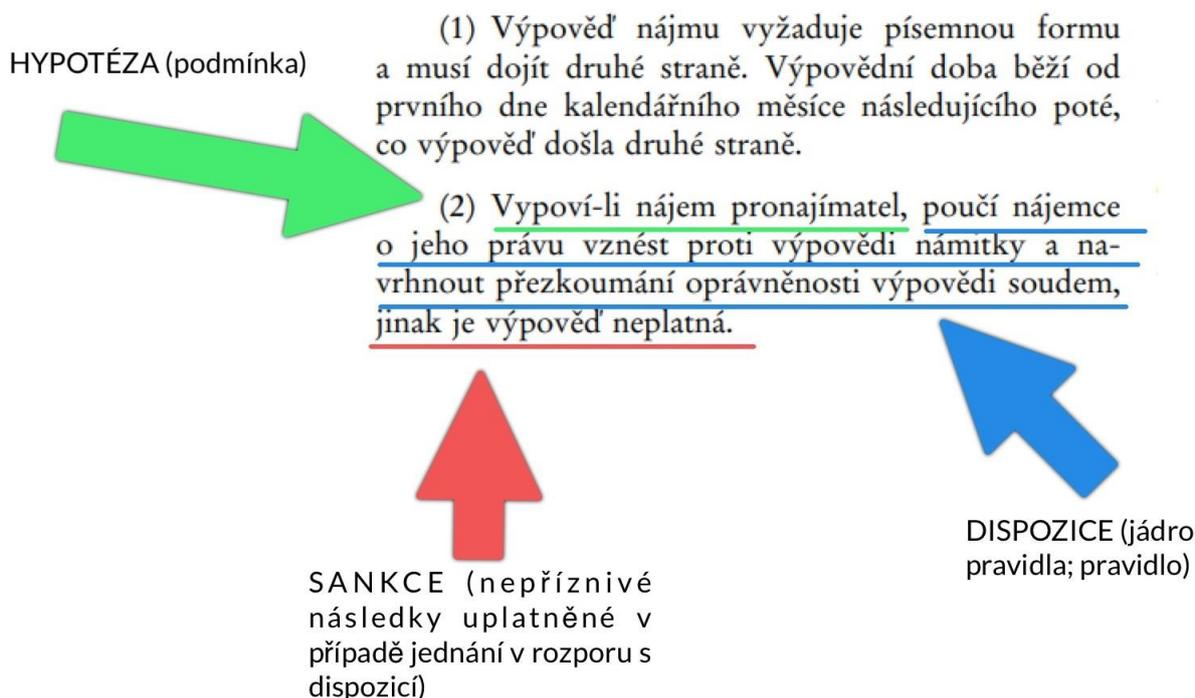 HYPOTÉZA (podmínka)
(1) Výpověď nájmu vyžaduje písemnou formu
a musí dojít druhé straně. Výpovědní doba běží od
prvního dne kalendářního měsíce následujícího poté,
co výpověď došla druhé straně.
(2) Vypoví-li nájem pronajímatel, poučí nájemce
o jeho právu vznést proti výpovědi námitky a na-
vrhnout přezkoumání oprávněnosti výpovědi soudem,
jinak je výpověď neplatná.
DISPOZICE (jádro
pravidla; pravidlo)
SANKCE (nepříznivé
následky uplatněné v
případě jednání v rozporu s
dispozicí)